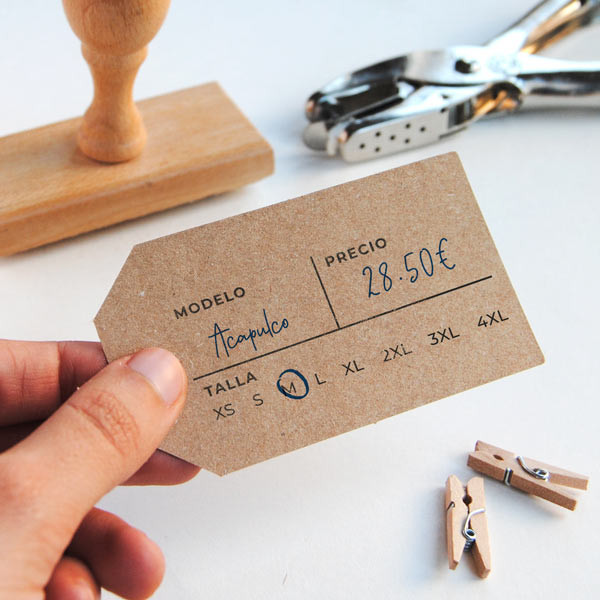 MODELO
Acapulco
PRECIO
28.50€
TALLA
XS S M L XL 2XL 3XL 4XL